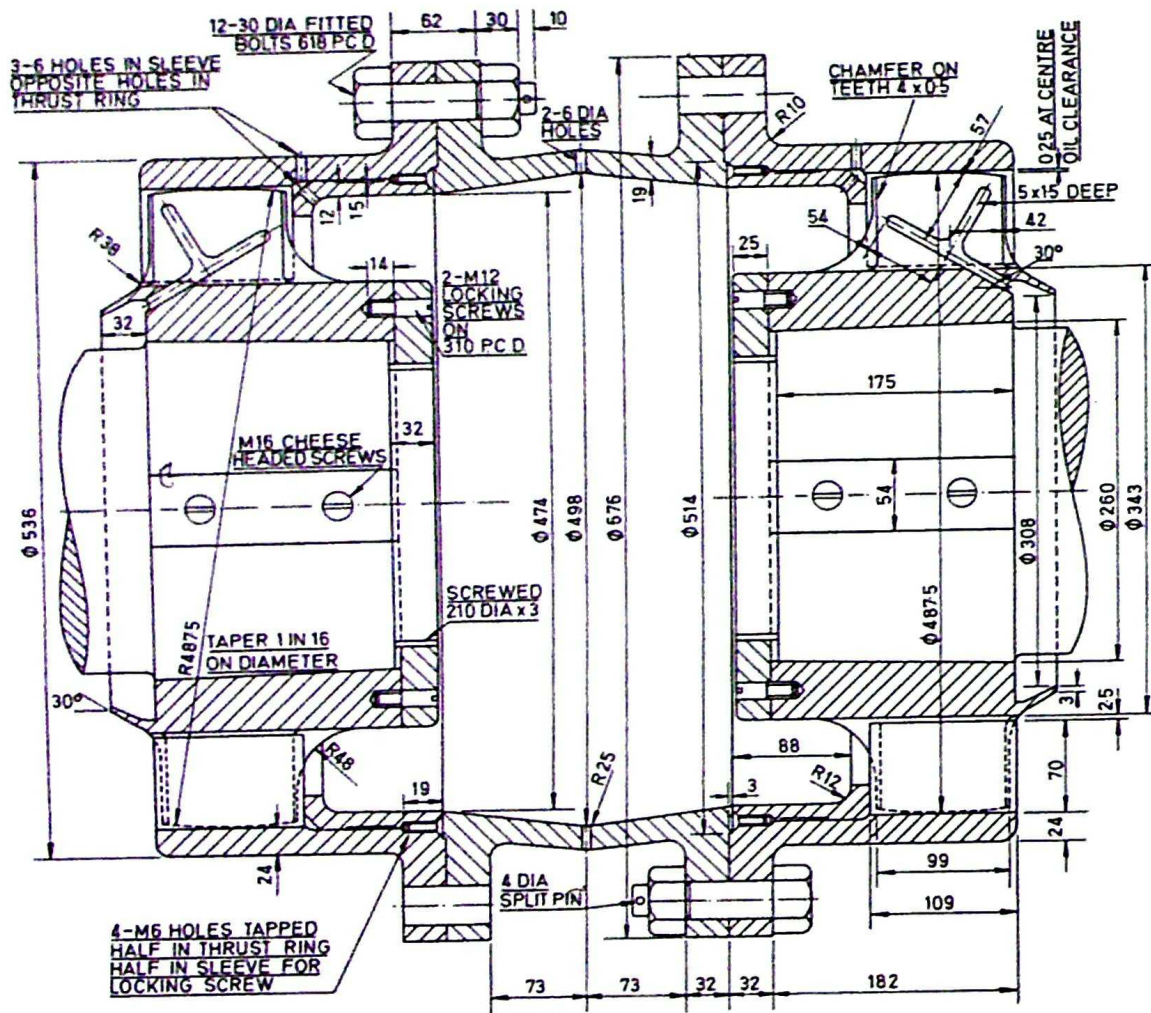 12-30 DIA FITTED
BOLTS 618 PC D
62
30
10
3-6 HOLES IN SLEEVE
OPPOSITE HOLES IN
THRUST RING
2-6 DIA
HOLES
CHAMFER ON
TEETH 4 x 0·5
R10
57
025 AT CENTRE
OIL CLEARANCE
5 x 15 DEEP
42
54
30°
R38
12
15
19
25
14
2-M12
LOCKING
SCREWS
ON
310 P.C D
32
32
175
M16 CHEESE
HEADED SCREWS
54
φ 536
φ 474
φ 498
φ 576
φ 514
φ 487·5
φ 308
φ 260
φ 343
SCREWED
210 DIA x 3
R4875
TAPER 1 IN 16
ON DIAMETER
30°
R48
19
R25
88
3
R12
3
25
70
24
24
99
109
4 DIA
SPLIT PIN
4-M6 HOLES TAPPED
HALF IN THRUST RING
HALF IN SLEEVE FOR
LOCKING SCREW
73
73
32
32
182